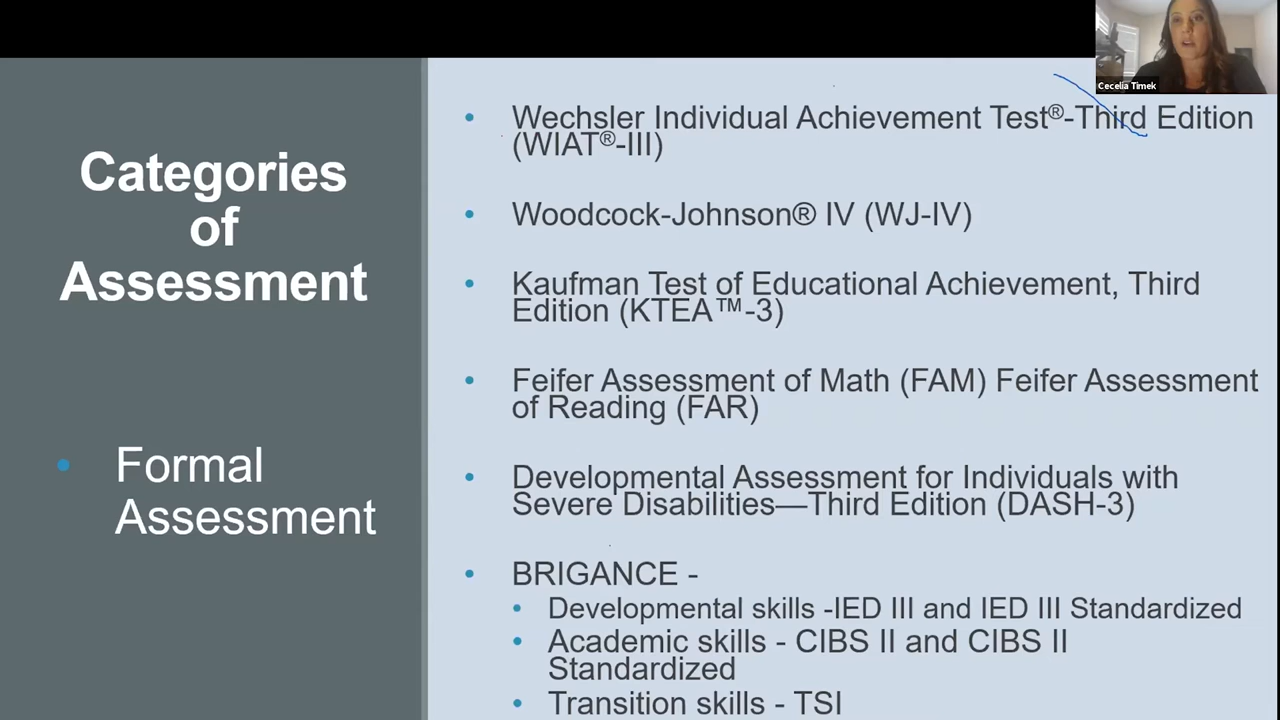 Cecelia Timek
Categories
of
Assessment
• Formal
Assessment
• Wechsler Individual Achievement Test®-Third Edition
(WIAT®-III)
• Woodcock-Johnson® IV (WJ-IV)
• Kaufman Test of Educational Achievement, Third
Edition (KTEA™-3)
• Feifer Assessment of Math (FAM) Feifer Assessment
of Reading (FAR)
• Developmental Assessment for Individuals with
Severe Disabilities—Third Edition (DASH-3)
• BRIGANCE -
• Developmental skills -IED III and IED III Standardized
• Academic skills - CIBS II and CIBS II
Standardized
• Transition skills - TSI